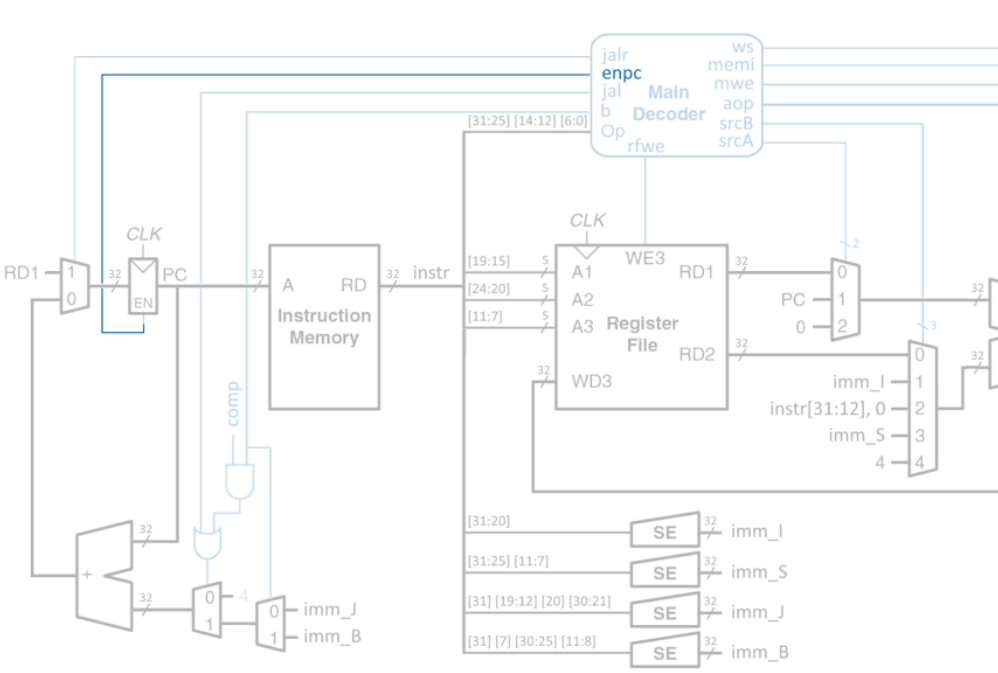 jalr
ws
enpc
memi
jal
Main
mwe
b
Decoder
aop
Op
srcB
rfwe
srcA
[31:25] [14:12] [6:0]
CLK
CLK
2
RD1
1
0
32
EN
PC
32
A
RD
Instruction
Memory
32
instr
[19:15]
5
A1
WE3
RD1
32
[24:20]
5
A2
[11:7]
5
A3
Register
File
RD2
32
32
WD3
0
PC
1
0
2
32
3
32
0
imm_I
1
instr[31:12], 0
2
imm_S
3
4
4
comp
32
+
32
0
4
1
0
imm_J
1
imm_B
[31:20]
SE
32
imm_I
[31:25] [11:7]
SE
32
imm_S
[31] [19:12] [20] [30:21]
SE
32
imm_J
[31] [7] [30:25] [11:8]
SE
32
imm_B